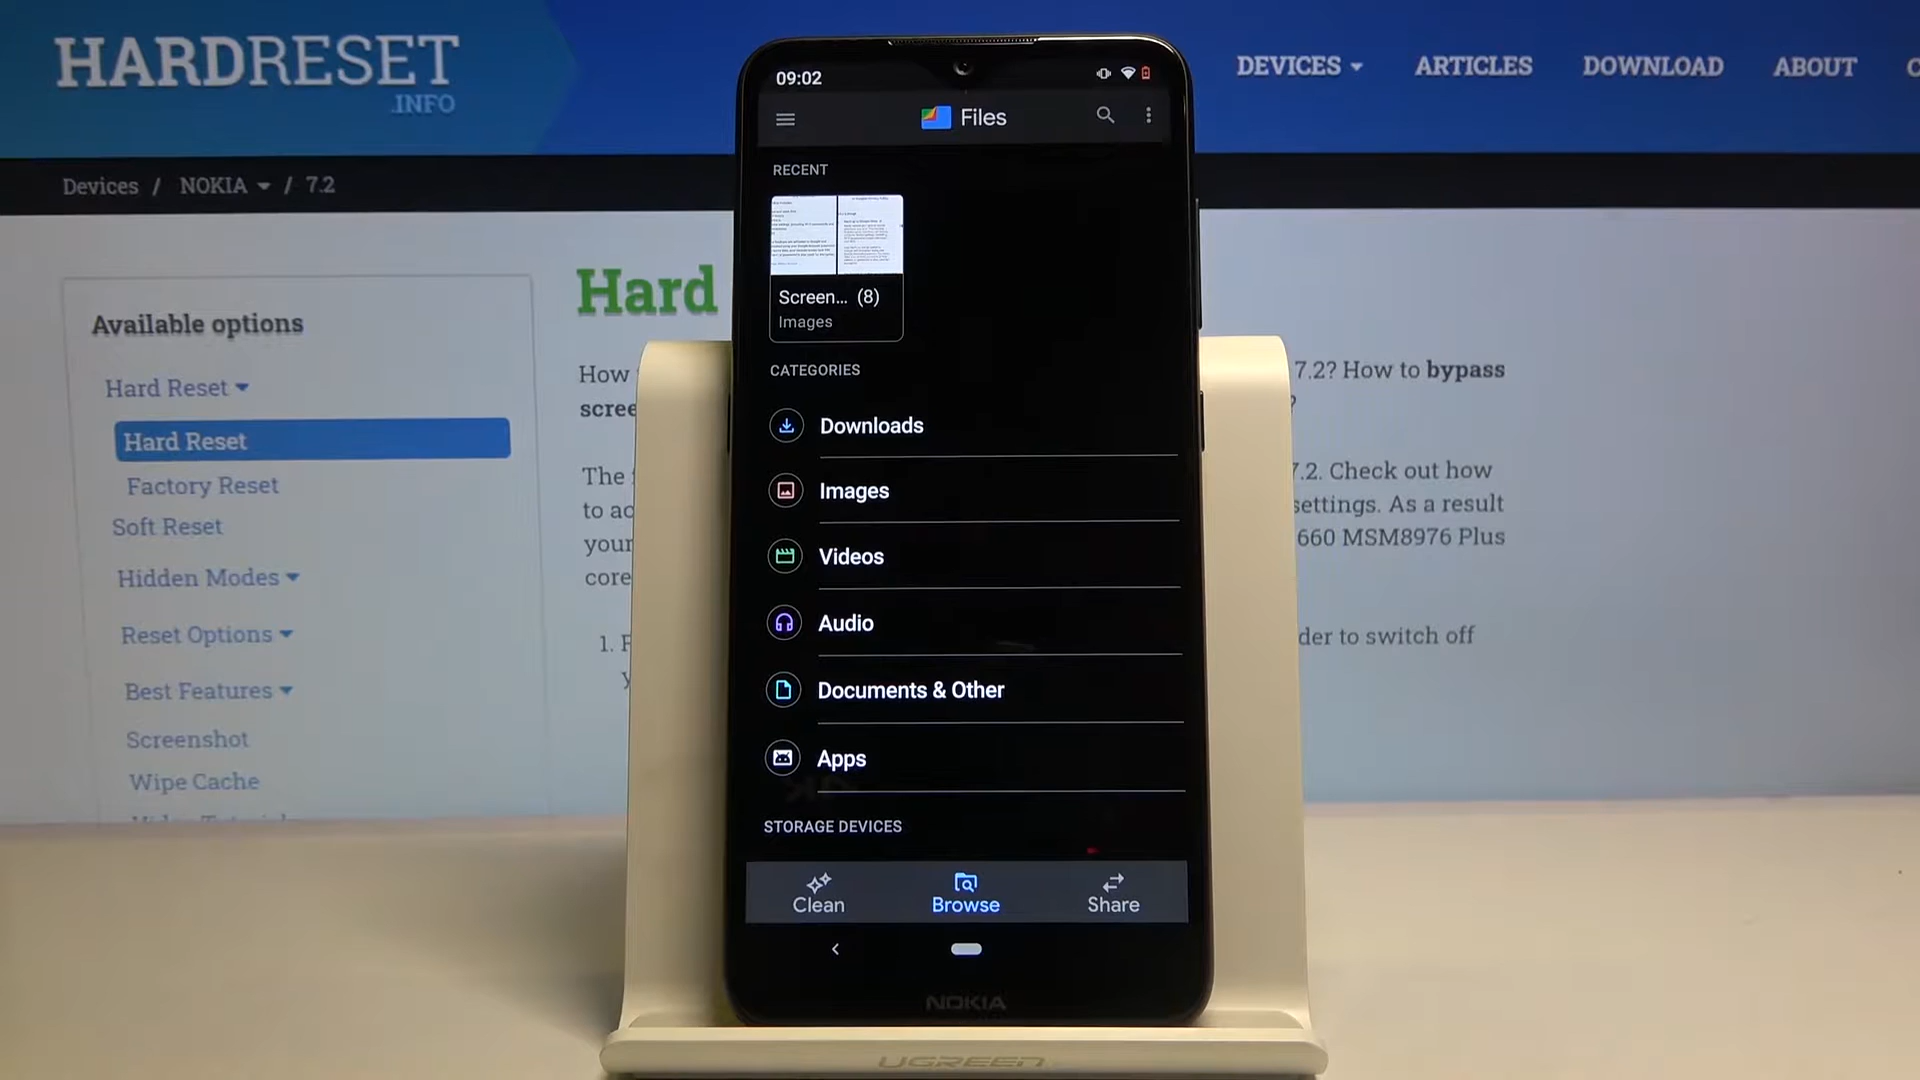 HARDRESET
.INFO
DEVICES
ARTICLES
DOWNLOAD
ABOUT
Devices / NOKIA / 7.2
Available options
Hard Reset
Hard Reset
Factory Reset
Soft Reset
Hidden Modes
Reset Options
Best Features
Screenshot
Wipe Cache
Hard
How
scree
The
to ac
your
core
1.
7.2? How to bypass
?
7.2. Check out how
settings. As a result
660 MSM8976 Plus
der to switch off
09:02
Files
RECENT
Screen... (8)
Images
CATEGORIES
Downloads
Images
Videos
Audio
Documents & Other
Apps
STORAGE DEVICES
Clean
Browse
Share
NOKIA
UGREEN